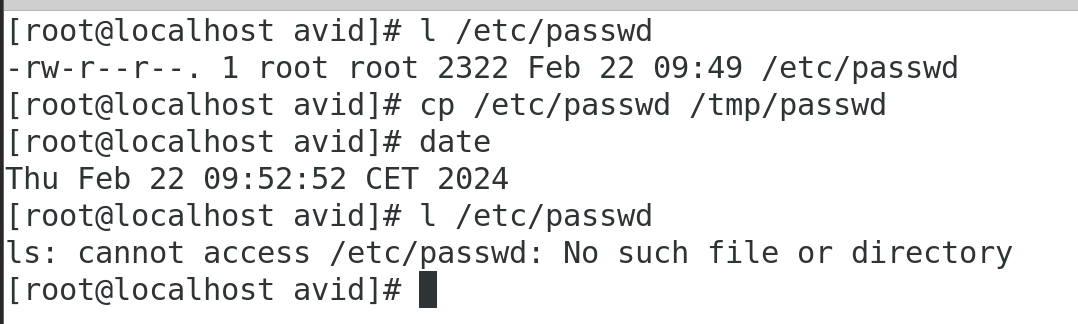 [root@localhost avid]# l /etc/passwd
-rw-r--r--. 1 root root 2322 Feb 22 09:49 /etc/passwd
[root@localhost avid]# cp /etc/passwd /tmp/passwd
[root@localhost avid]# date
Thu Feb 22 09:52:52 CET 2024
[root@localhost avid]# l /etc/passwd
ls: cannot access /etc/passwd: No such file or directory
[root@localhost avid]#